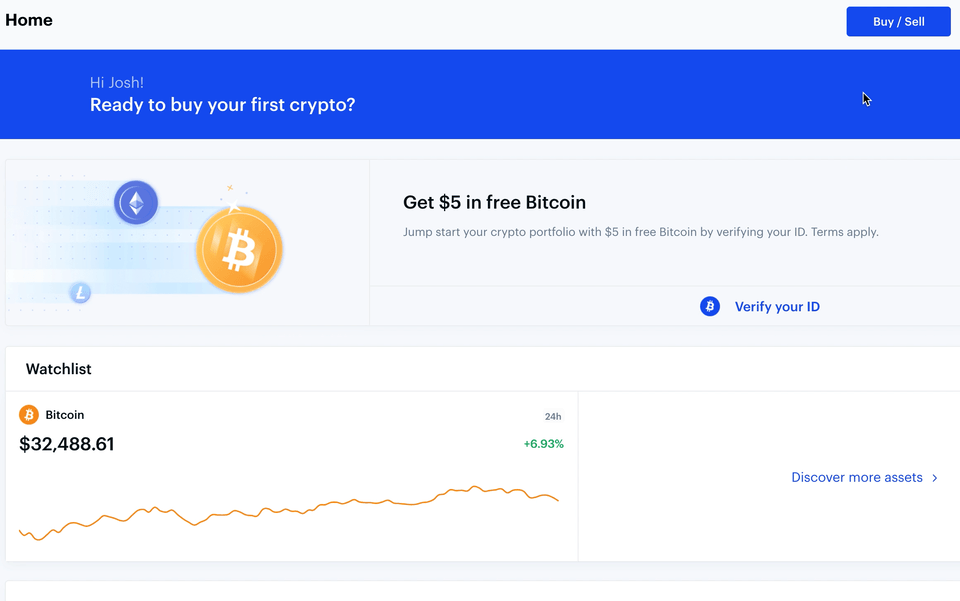 Home
Buy / Sell
Hi Josh!
Ready to buy your first crypto?
Get $5 in free Bitcoin
Jump start your crypto portfolio with $5 in free Bitcoin by verifying your ID. Terms apply.
Verify your ID
Watchlist
Bitcoin
24h
$32,488.61
+6.93%
Discover more assets